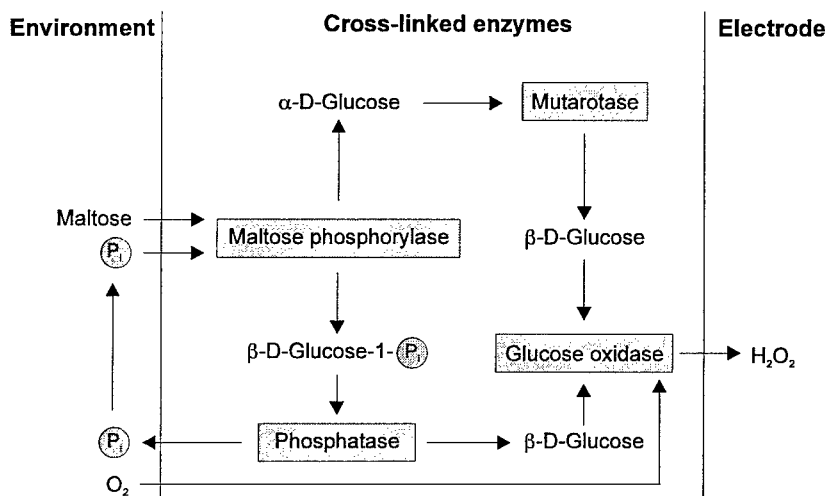 Environment
Cross-linked enzymes
Electrode
α-D-Glucose
Mutarotase
Maltose
Pi
Maltose phosphorylase
β-D-Glucose
β-D-Glucose-1-Pi
Glucose oxidase
H₂O₂
Pi
Phosphatase
β-D-Glucose
O₂